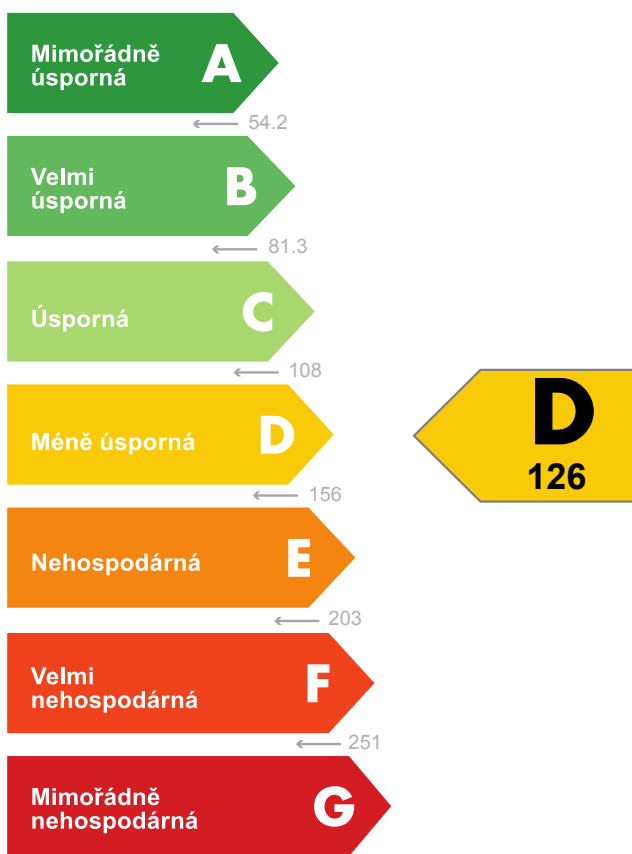 Mimořádně
úsporná
A
← 54.2
Velmi
úsporná
B
← 81.3
Úsporná
C
← 108
Méně úsporná
D
← 156
D
126
Nehospodárná
E
← 203
Velmi
nehospodárná
F
← 251
Mimořádně
nehospodárná
G